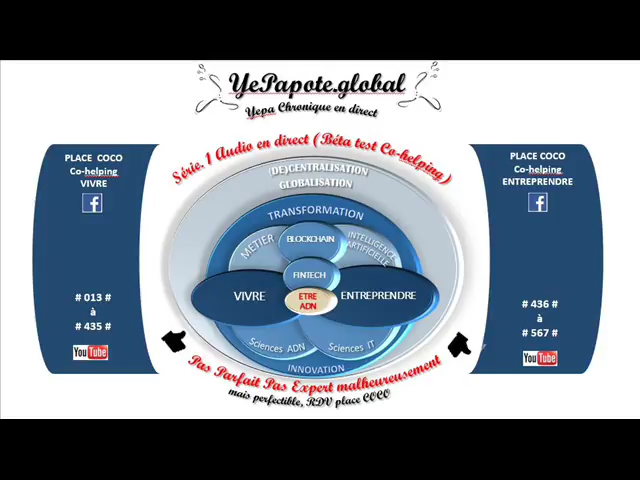 YePapote.global
Yepa Chronique en direct
Série. 1 Audio en direct (Béta test Co-helping)
PLACE COCO
Co-helping
VIVRE
# 013 #
à
# 435 #
YouTube
(DE)CENTRALISATION
GLOBALISATION
TRANSFORMATION
METIER
BLOCKCHAIN
INTELLIGENCE
ARTIFICIELLE
FINTECH
VIVRE
ETRE
ADN
ENTREPRENDRE
Sciences ADN
Sciences IT
INNOVATION
Pas Parfait Pas Expert malheureusement
mais perfectible, RDV place COCO
PLACE COCO
Co-helping
ENTREPRENDRE
# 436 #
à
# 567 #
YouTube